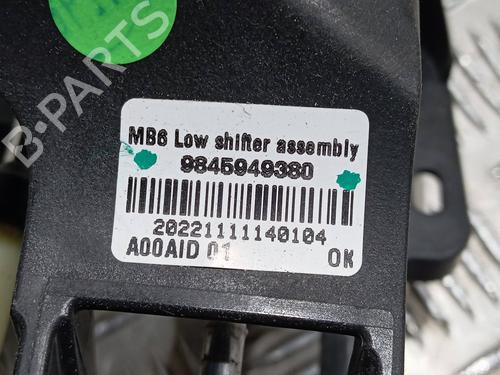 MB6 Low shifter assembly
9845949380
20221111140104
A00AID 01
OK
B-PARTS